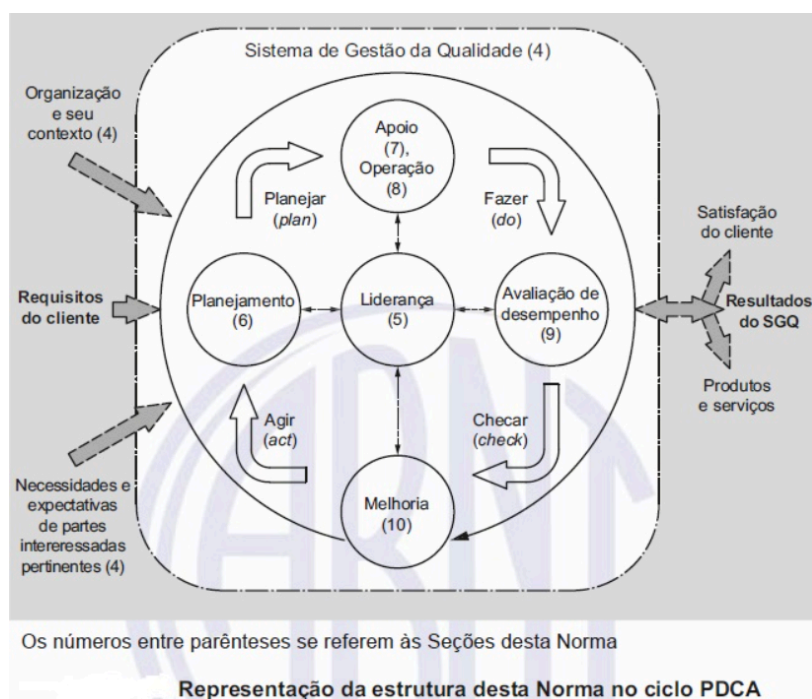 Sistema de Gestão da Qualidade (4)
Organização
e seu
contexto (4)
Apoio
(7),
Operação
(8)
Planejar
(plan)
Fazer
(do)
Satisfação
do cliente
Requisitos
do cliente
Planejamento
(6)
Liderança
(5)
Avaliação de
desempenho
(9)
Resultados
do SGQ
Agir
(act)
Checar
(check)
Produtos
e serviços
Necessidades e
expectativas
de partes
intereressadas
pertinentes (4)
Melhoria
(10)
ABNT
Os números entre parênteses se referem às Seções desta Norma
Representação da estrutura desta Norma no ciclo PDCA